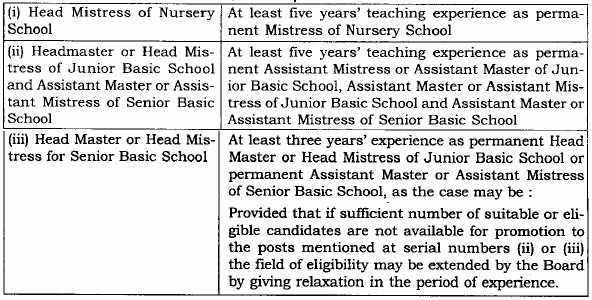 (i) Head Mistress of Nursery
School
At least five years' teaching experience as perma-
nent Mistress of Nursery School
(ii) Headmaster or Head Mis-
tress of Junior Basic School
and Assistant Master or Assis-
tant Mistress of Senior Basic
School
At least five years' teaching experience as perma-
nent Assistant Mistress or Assistant Master of Jun-
ior Basic School, Assistant Master or Assistant Mis-
tress of Junior Basic School and Assistant Master or
Assistant Mistress of Senior Basic School
(iii) Head Master or Head Mis-
tress for Senior Basic School
At least three years' experience as permanent Head
Master or Head Mistress of Junior Basic School or
permanent Assistant Master or Assistant Mistress
of Senior Basic School, as the case may be :
Provided that if sufficient number of suitable or eli-
gible candidates are not available for promotion to
the posts mentioned at serial numbers (ii) or (iii)
the field of eligibility may be extended by the Board
by giving relaxation in the period of experience.